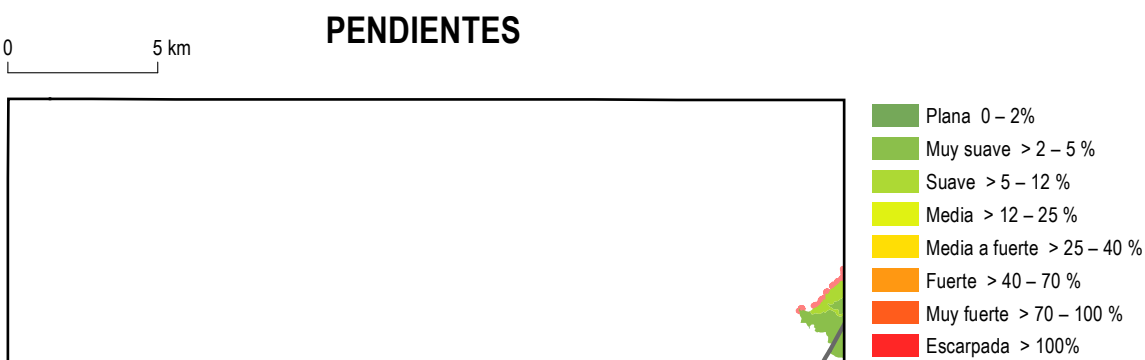 PENDIENTES
0 5 km
Plana 0 – 2%
Muy suave > 2 – 5 %
Suave > 5 – 12 %
Media > 12 – 25 %
Media a fuerte > 25 – 40 %
Fuerte > 40 – 70 %
Muy fuerte > 70 – 100 %
Escarpada > 100%